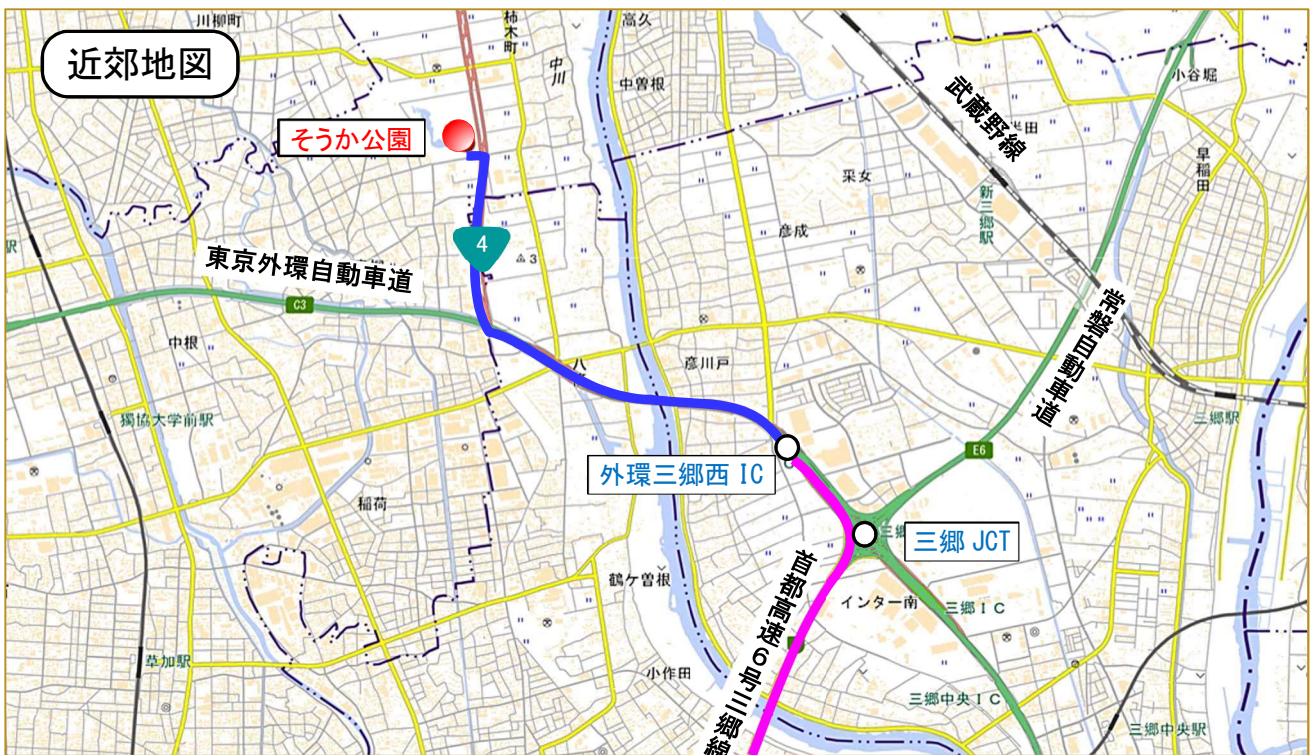 近郊地図
川柳町
柿木町
高久
中川
中曽根
小谷堀
そうか公園
武蔵野線
早稲田
采女
新三郷駅
彦成
駅
4
3
東京外環自動車道
C3
常磐自動車道
中根
八潮
彦川戸
獨協大学前駅
三郷駅
E6
外環三郷西 IC
稲荷
三郷 JCT
鶴ケ曽根
インター南
三郷ＩＣ
首都高速6号三郷線
草加駅
小作田
三郷中央ＩＣ
三郷中央駅